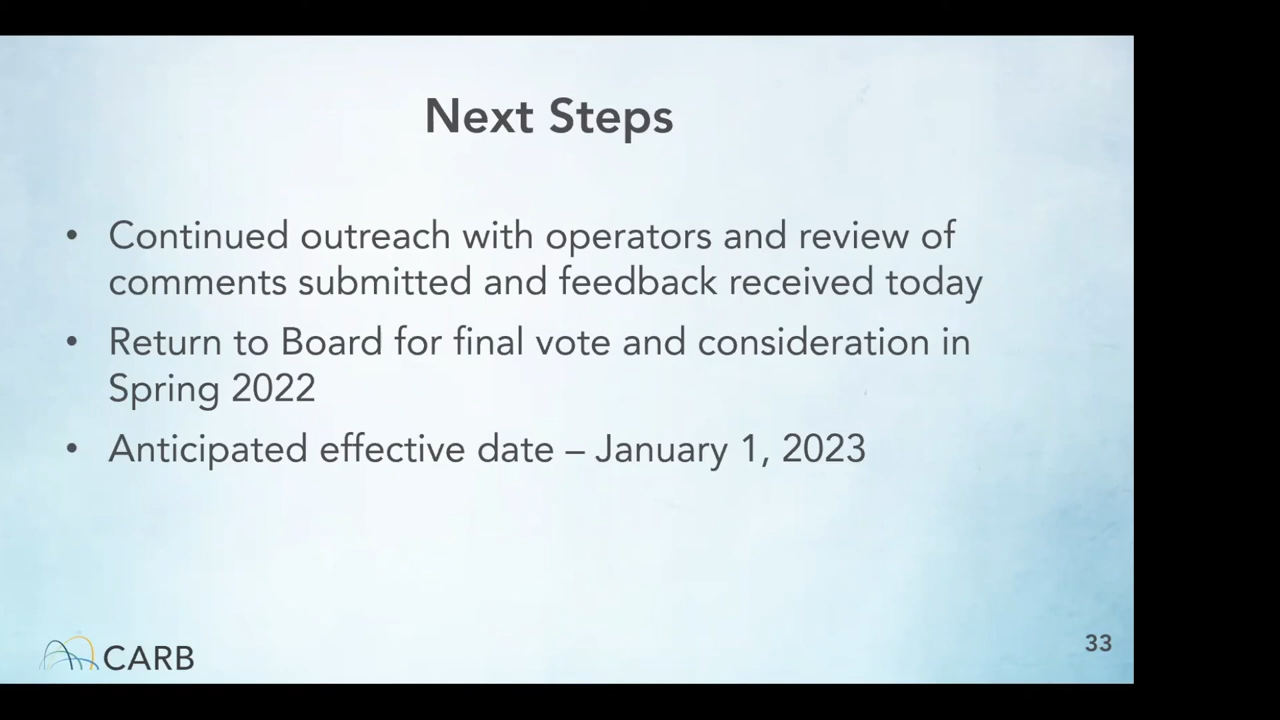 Next Steps
• Continued outreach with operators and review of
comments submitted and feedback received today
• Return to Board for final vote and consideration in
Spring 2022
• Anticipated effective date – January 1, 2023
CARB
33